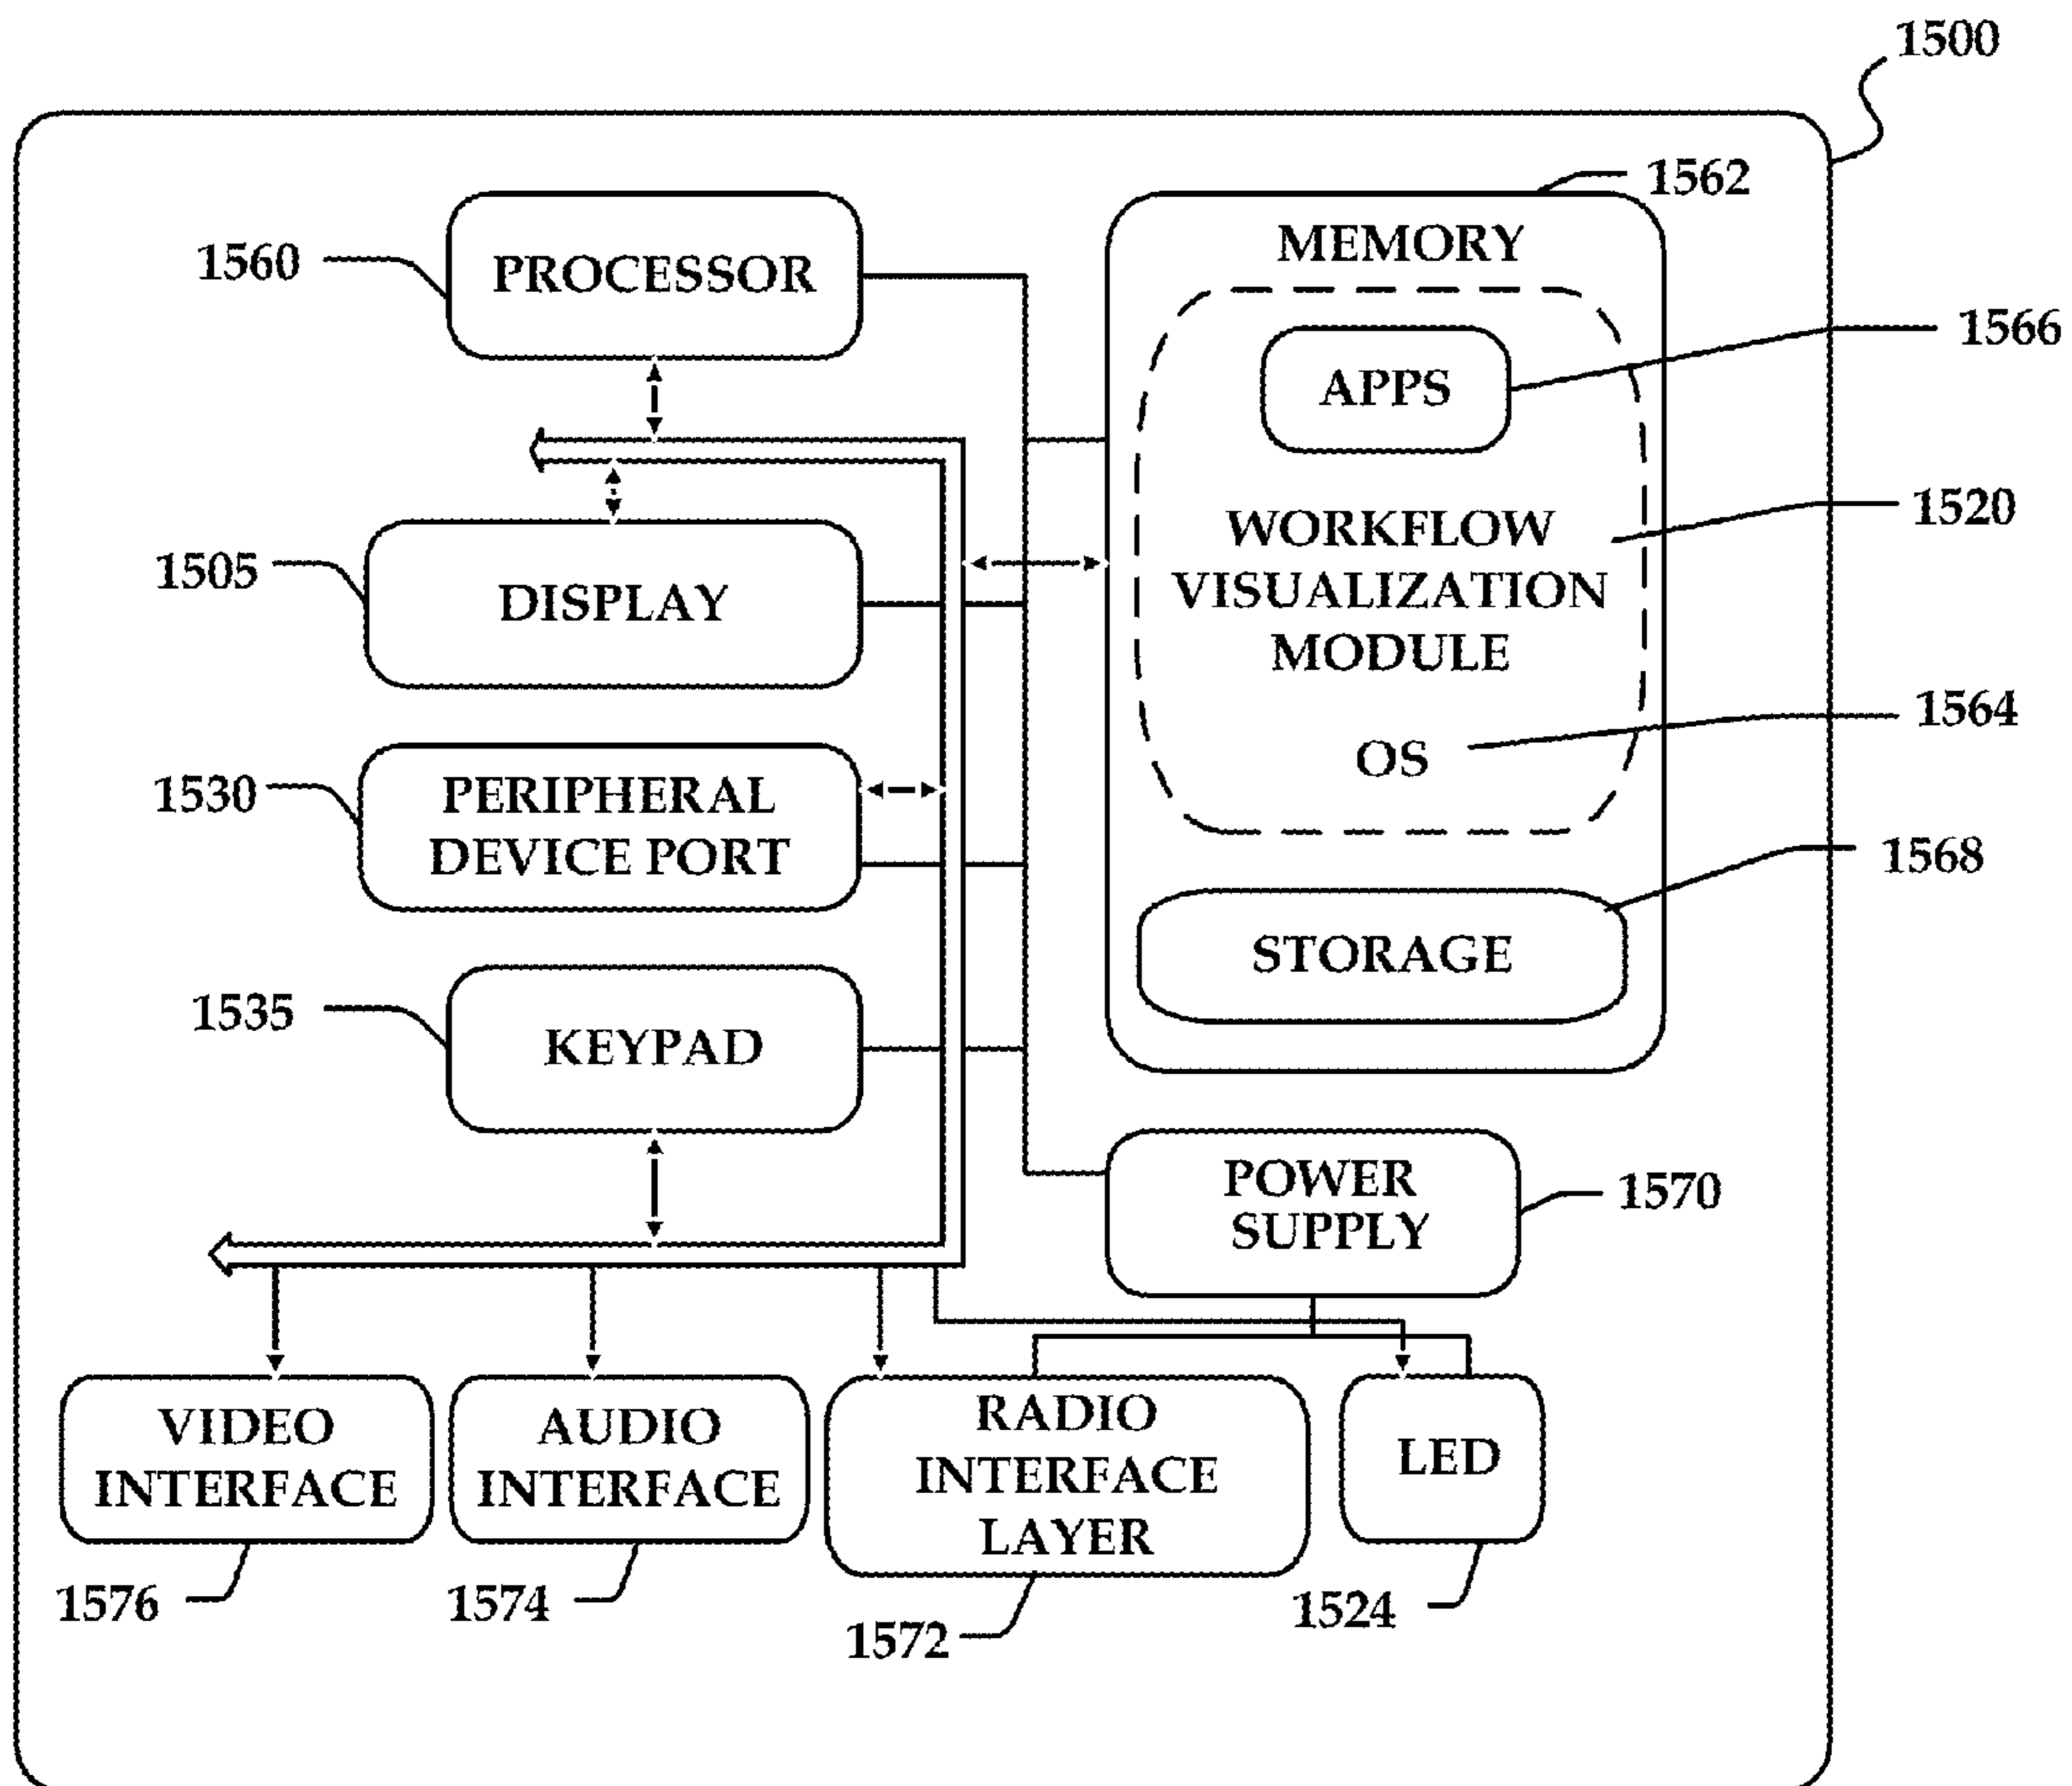 1500
1562
MEMORY
1560
PROCESSOR
1566
APPS
1520
WORKFLOW
VISUALIZATION
MODULE
1505
DISPLAY
1564
OS
1530
PERIPHERAL
DEVICE PORT
1568
STORAGE
1535
KEYPAD
POWER
SUPPLY
1570
VIDEO
INTERFACE
AUDIO
INTERFACE
RADIO
INTERFACE
LAYER
LED
1576
1574
1572
1524